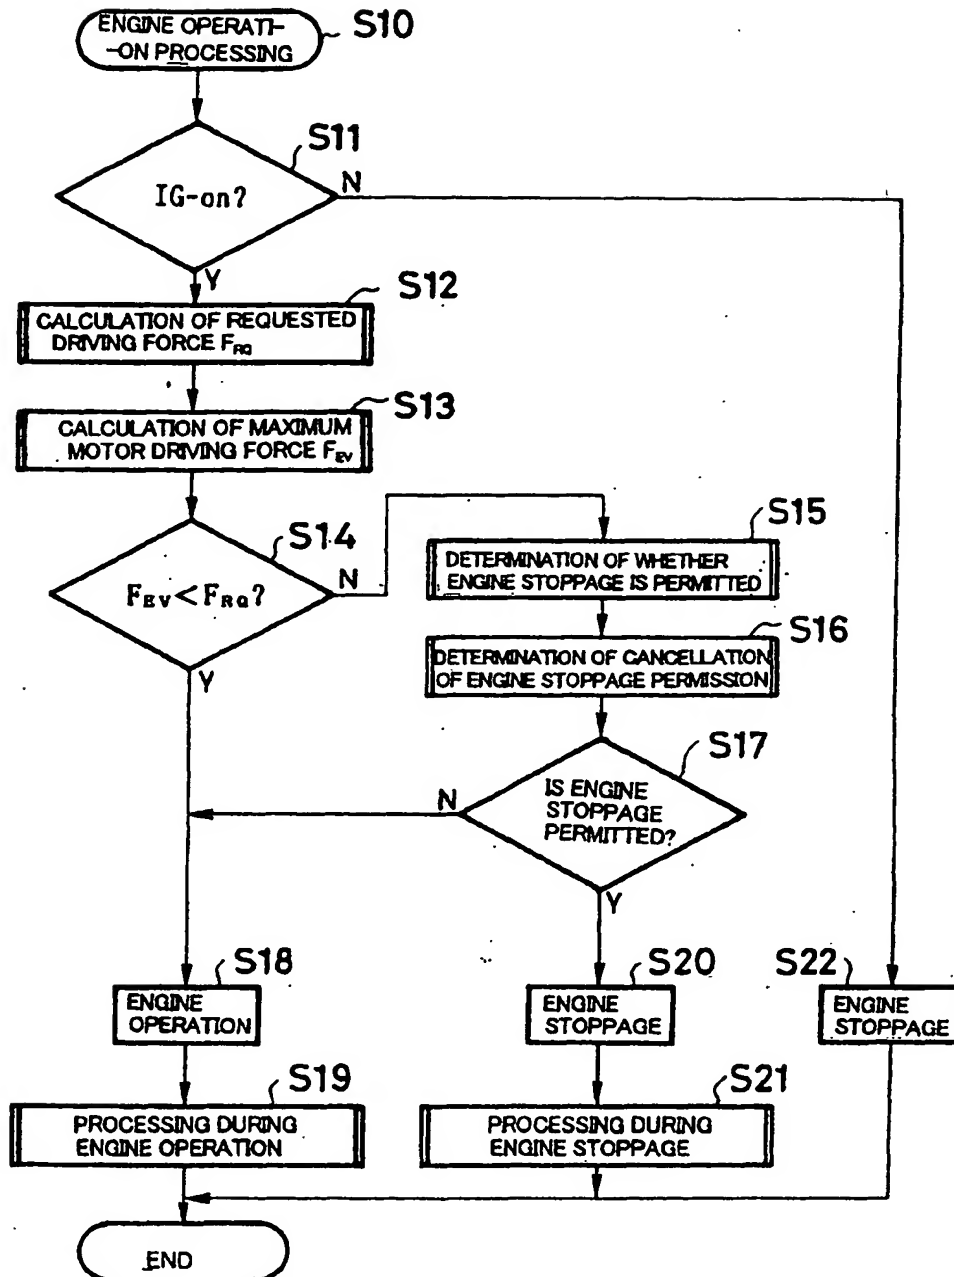 ENGINE OPERATI-
-ON PROCESSING
S10
S11
IG-on?
N
Y
S12
CALCULATION OF REQUESTED
DRIVING FORCE FRQ
S13
CALCULATION OF MAXIMUM
MOTOR DRIVING FORCE FEV
S14
FEV<FRQ?
N
Y
S15
DETERMINATION OF WHETHER
ENGINE STOPPAGE IS PERMITTED
S16
DETERMINATION OF CANCELLATION
OF ENGINE STOPPAGE PERMISSION
S17
IS ENGINE
STOPPAGE
PERMITTED?
N
Y
S18
ENGINE
OPERATION
S20
ENGINE
STOPPAGE
S22
ENGINE
STOPPAGE
S19
PROCESSING DURING
ENGINE OPERATION
S21
PROCESSING DURING
ENGINE STOPPAGE
END